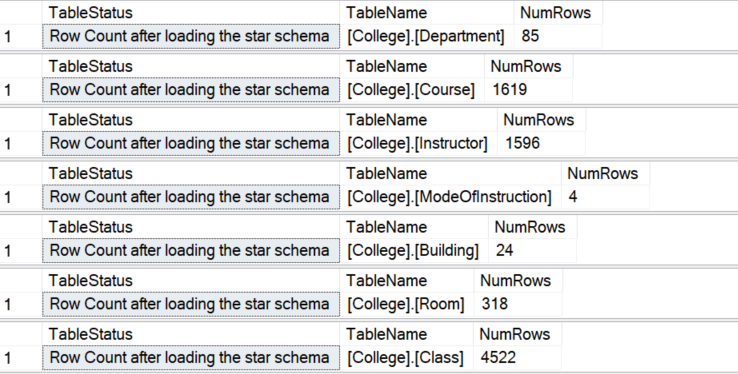 TableStatus TableName NumRows
1 Row Count after loading the star schema [College].[Department] 85
TableStatus TableName NumRows
1 Row Count after loading the star schema [College].[Course] 1619
TableStatus TableName NumRows
1 Row Count after loading the star schema [College].[Instructor] 1596
TableStatus TableName NumRows
1 Row Count after loading the star schema [College].[ModeOfInstruction] 4
TableStatus TableName NumRows
1 Row Count after loading the star schema [College].[Building] 24
TableStatus TableName NumRows
1 Row Count after loading the star schema [College].[Room] 318
TableStatus TableName NumRows
1 Row Count after loading the star schema [College].[Class] 4522